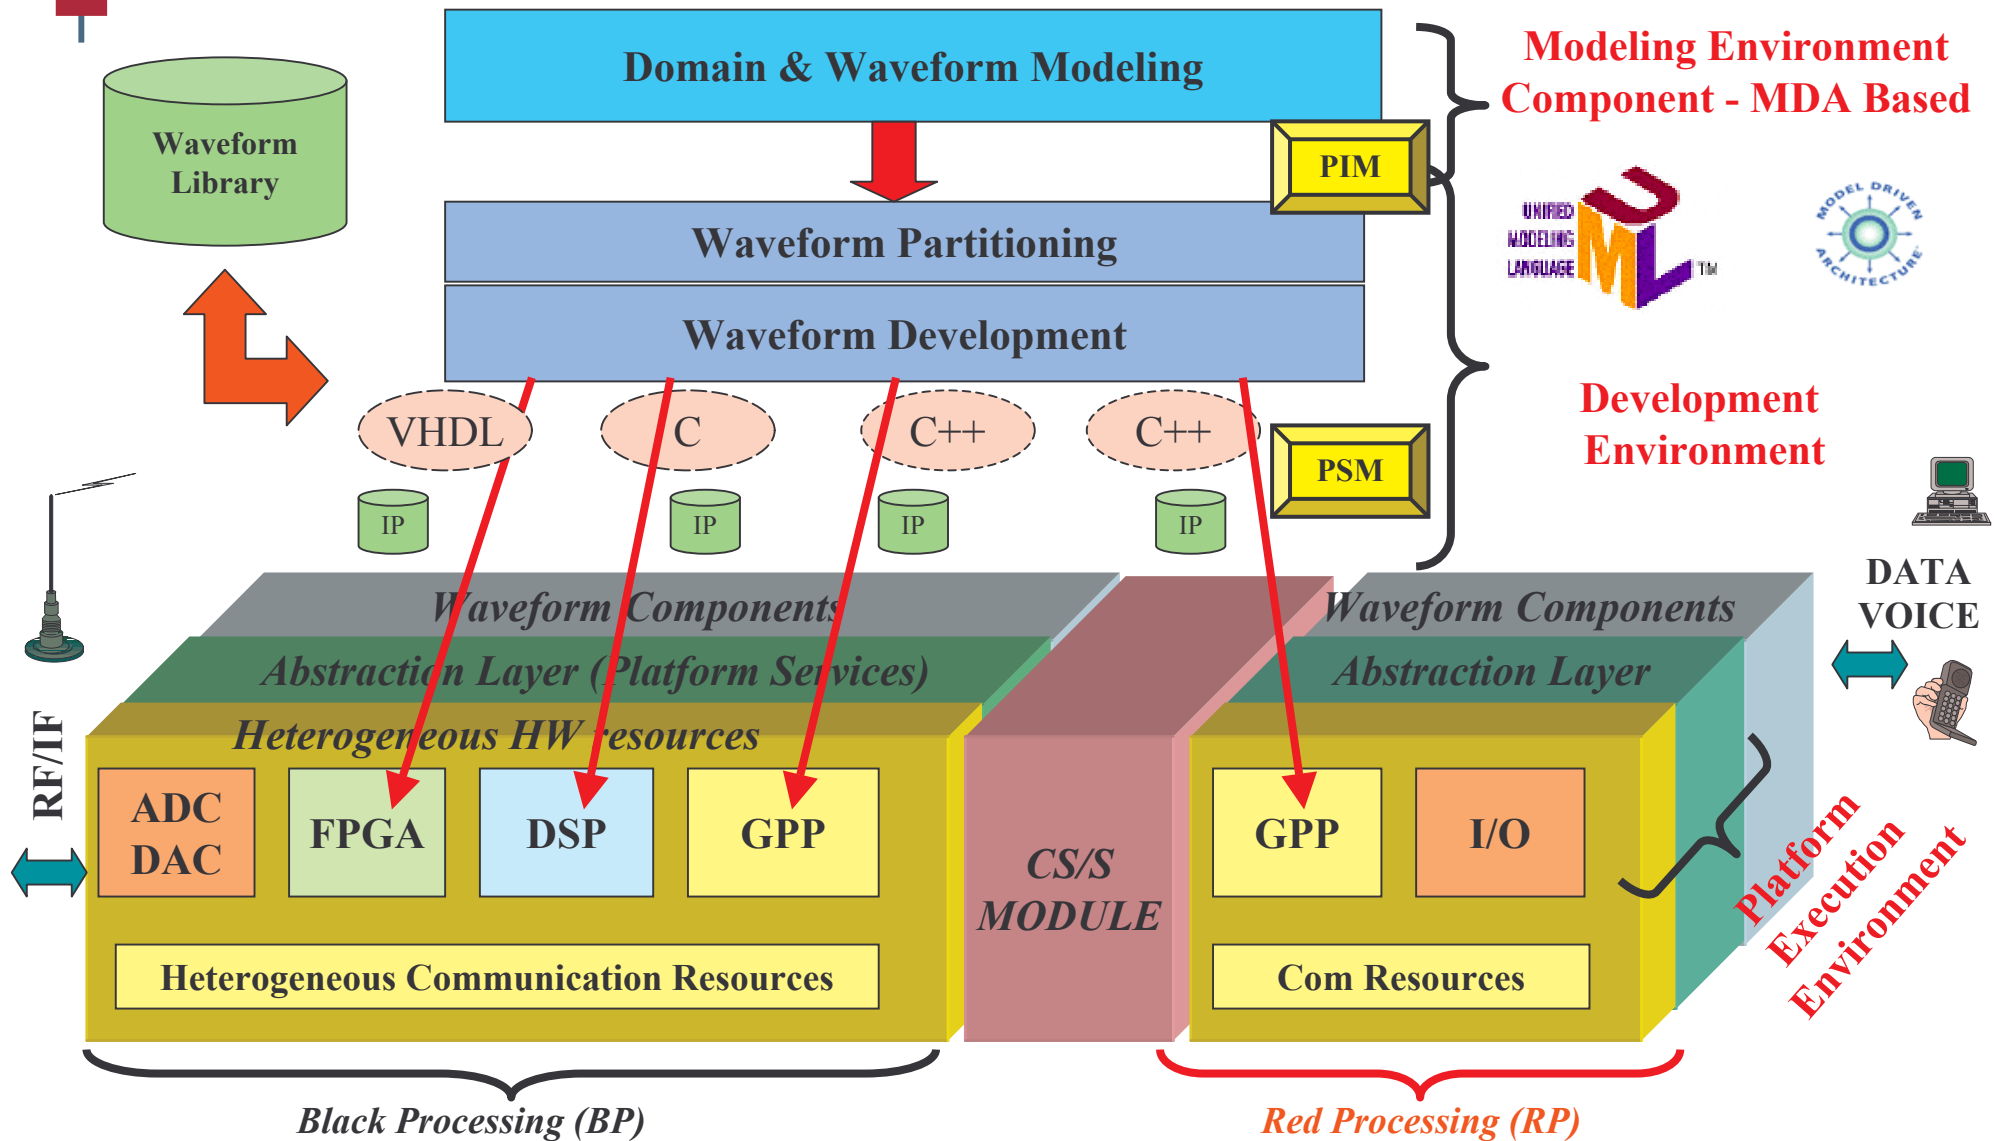 Domain & Waveform Modeling
Modeling Environment
Component - MDA Based
Waveform
Library
PIM
UNIFIED
MODELING
LANGUAGE
UML
TM
MODEL DRIVEN
ARCHITECTURE
Waveform Partitioning
Waveform Development
Development
Environment
VHDL
C
C++
C++
PSM
IP
IP
IP
IP
DATA
VOICE
Waveform Components
Waveform Components
Abstraction Layer (Platform Services)
Abstraction Layer
Heterogeneous HW resources
RF/IF
ADC
DAC
FPGA
DSP
GPP
CS/S
MODULE
GPP
I/O
Platform
Execution
Environment
Heterogeneous Communication Resources
Com Resources
Black Processing (BP)
Red Processing (RP)